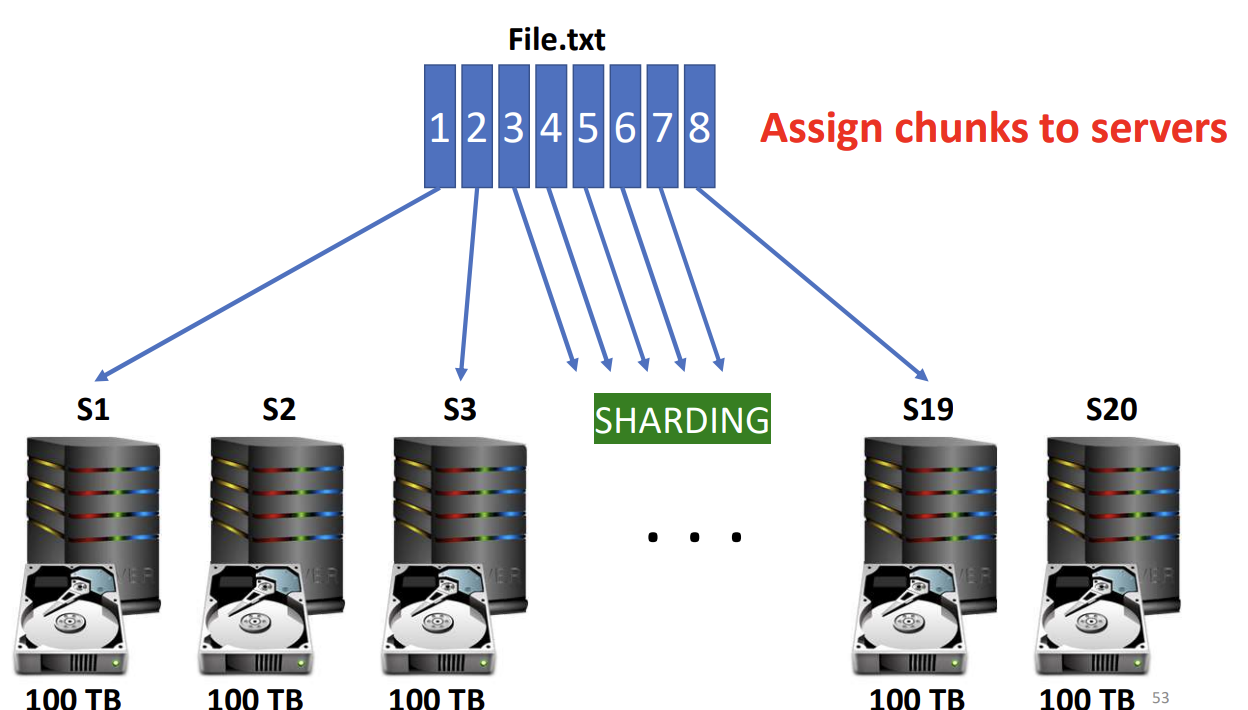 File.txt
1 2 3 4 5 6 7 8
Assign chunks to servers
S1 S2 S3 SHARDING S19 S20
. . .
100 TB 100 TB 100 TB 100 TB 100 TB
53